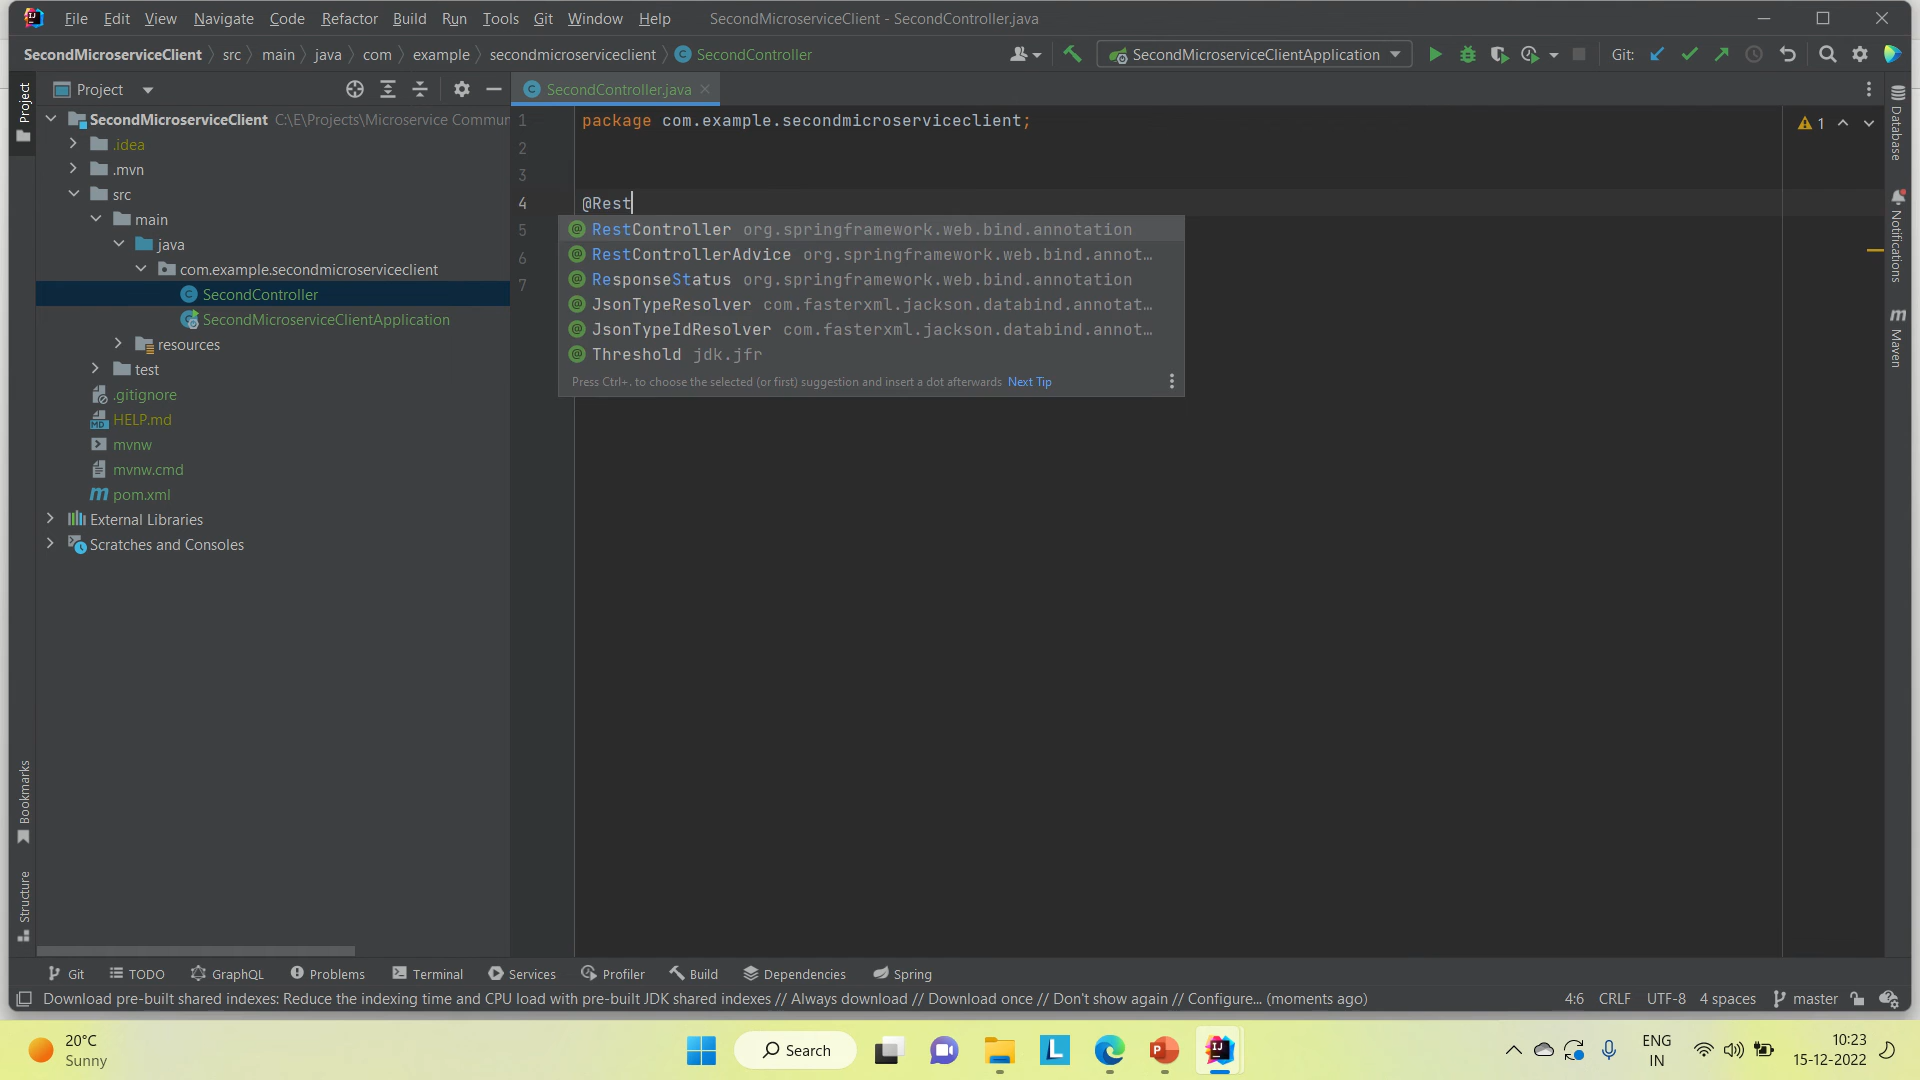 File Edit View Navigate Code Refactor Build Run Tools Git Window Help SecondMicroserviceClient - SecondController.java
SecondMicroserviceClient src main java com example secondmicroserviceclient SecondController SecondMicroserviceClientApplication Git:
Project
SecondController.java
SecondMicroserviceClient C:\E\Projects\Microservice Commun
.idea
.mvn
src
main
java
com.example.secondmicroserviceclient
SecondController
SecondMicroserviceClientApplication
resources
test
.gitignore
HELP.md
mvnw
mvnw.cmd
pom.xml
External Libraries
Scratches and Consoles
1 package com.example.secondmicroserviceclient;
2
3
4 @Rest
5
6
7
RestController org.springframework.web.bind.annotation
RestControllerAdvice org.springframework.web.bind.annot…
ResponseStatus org.springframework.web.bind.annotation
JsonTypeResolver com.fasterxml.jackson.databind.annotat…
JsonTypeIdResolver com.fasterxml.jackson.databind.annot…
Threshold jdk.jfr
Press Ctrl+. to choose the selected (or first) suggestion and insert a dot afterwards Next Tip
1
Project
Bookmarks
Structure
Database
Notifications
Maven
Git TODO GraphQL Problems Terminal Services Profiler Build Dependencies Spring
Download pre-built shared indexes: Reduce the indexing time and CPU load with pre-built JDK shared indexes // Always download // Download once // Don't show again // Configure... (moments ago) 4:6 CRLF UTF-8 4 spaces master
20°C
Sunny
Search
ENG
IN
10:23
15-12-2022